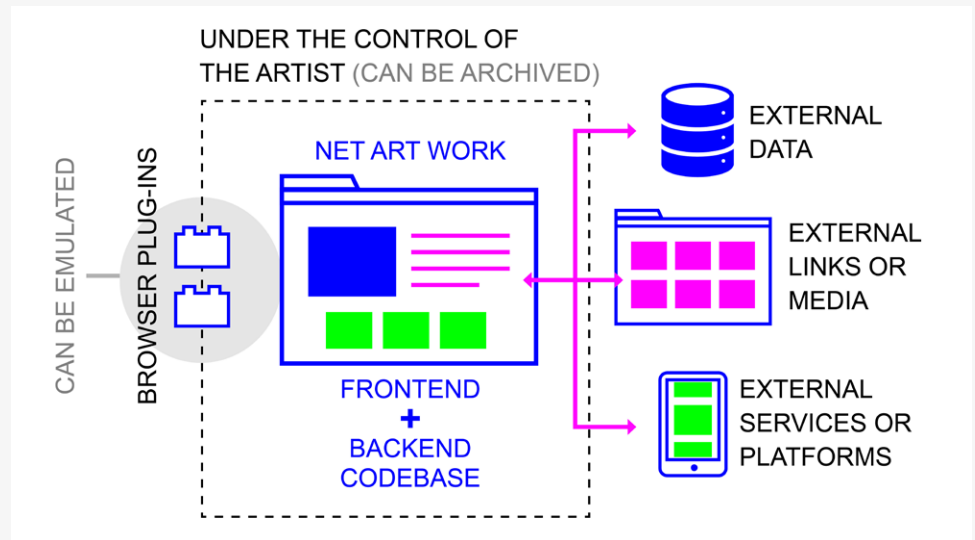 UNDER THE CONTROL OF
THE ARTIST (CAN BE ARCHIVED)
CAN BE EMULATED
BROWSER PLUG-INS
NET ART WORK
FRONTEND
+
BACKEND
CODEBASE
EXTERNAL
DATA
EXTERNAL
LINKS OR
MEDIA
EXTERNAL
SERVICES OR
PLATFORMS